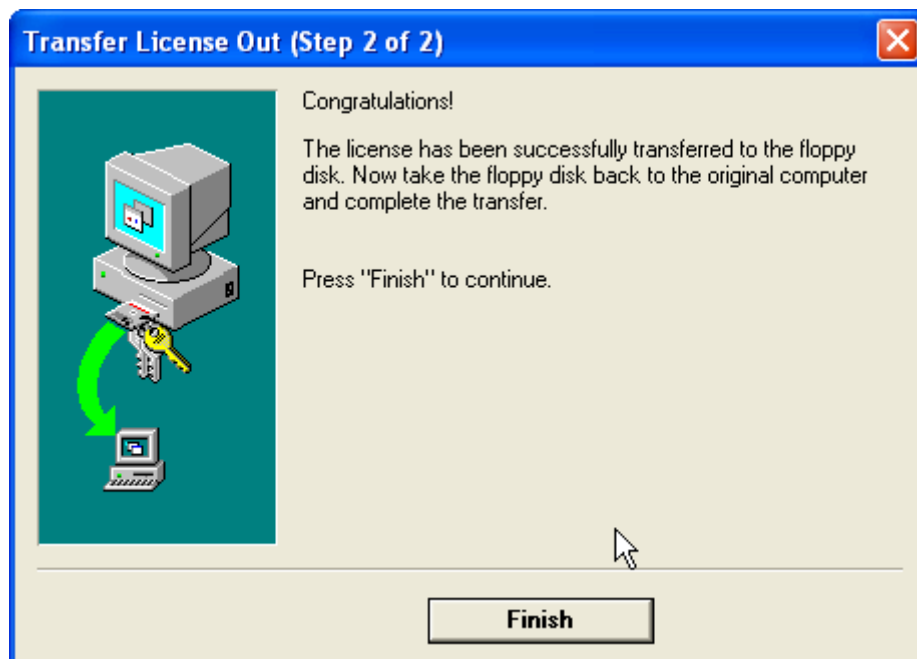 Transfer License Out (Step 2 of 2)
Congratulations!
The license has been successfully transferred to the floppy
disk. Now take the floppy disk back to the original computer
and complete the transfer.
Press "Finish" to continue.
Finish